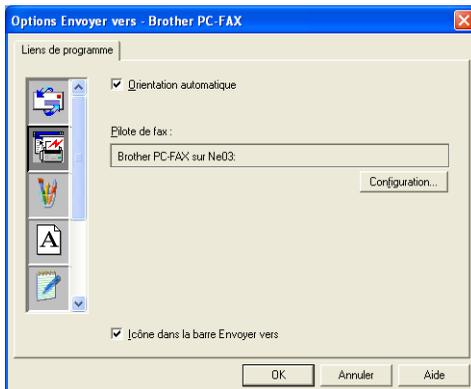 Options Envoyer vers - Brother PC-FAX
Liens de programme
Orientation automatique
Pilote de fax :
Brother PC-FAX sur Ne03:
Configuration...
A
Icône dans la barre Envoyer vers
OK Annuler Aide